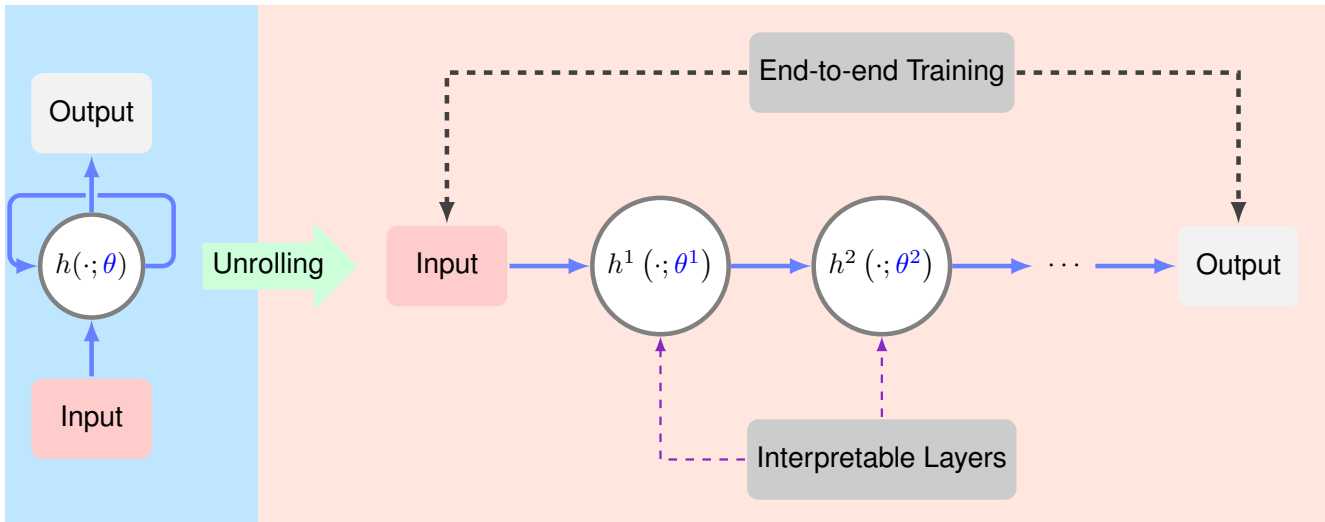 Output
h(·; θ)
Input
Unrolling
End-to-end Training
Input
h¹ (·; θ¹)
h² (·; θ²)
···
Output
Interpretable Layers